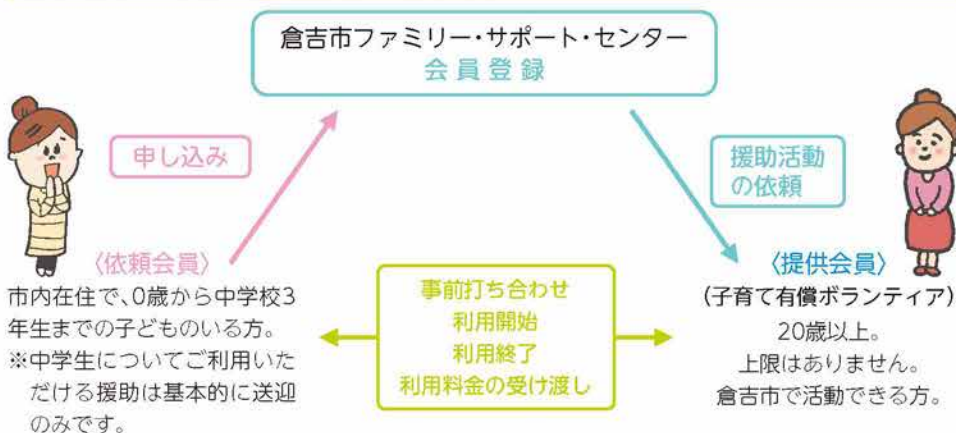 倉吉市ファミリー・サポート・センター
会員登録
申し込み
援助活動
の依頼
〈依頼会員〉
市内在住で、0歳から中学校3
年生までの子どものいる方。
※中学生についてご利用いた
だける援助は基本的に送迎
のみです。
事前打ち合わせ
利用開始
利用終了
利用料金の受け渡し
〈提供会員〉
(子育て有償ボランティア)
20歳以上。
上限はありません。
倉吉市で活動できる方。